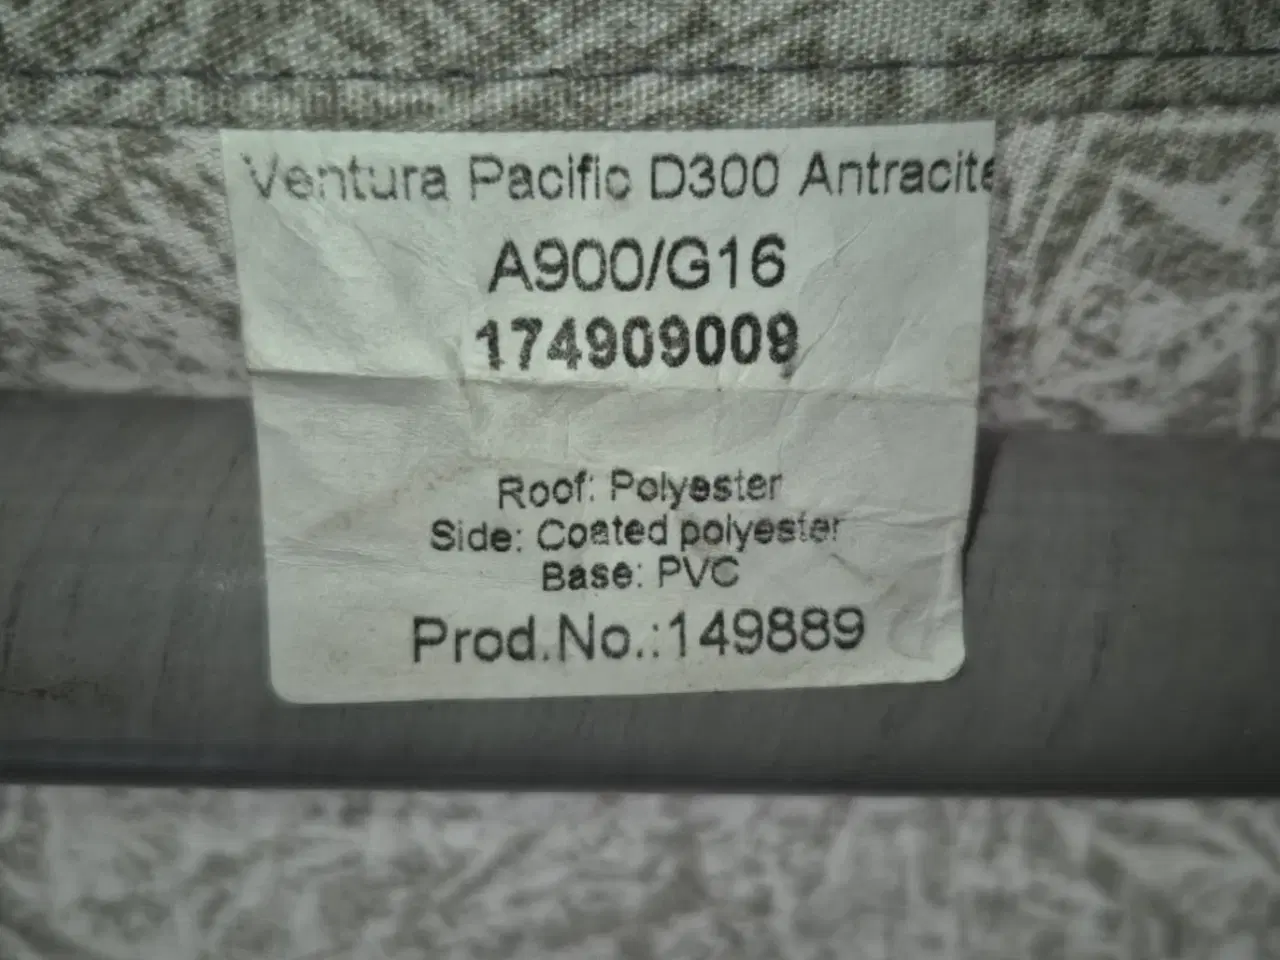 Ventura Pacific D300 Antracite
A900/G16
174909009
Roof: Polyester
Side: Coated polyester
Base: PVC
Prod.No.:149889